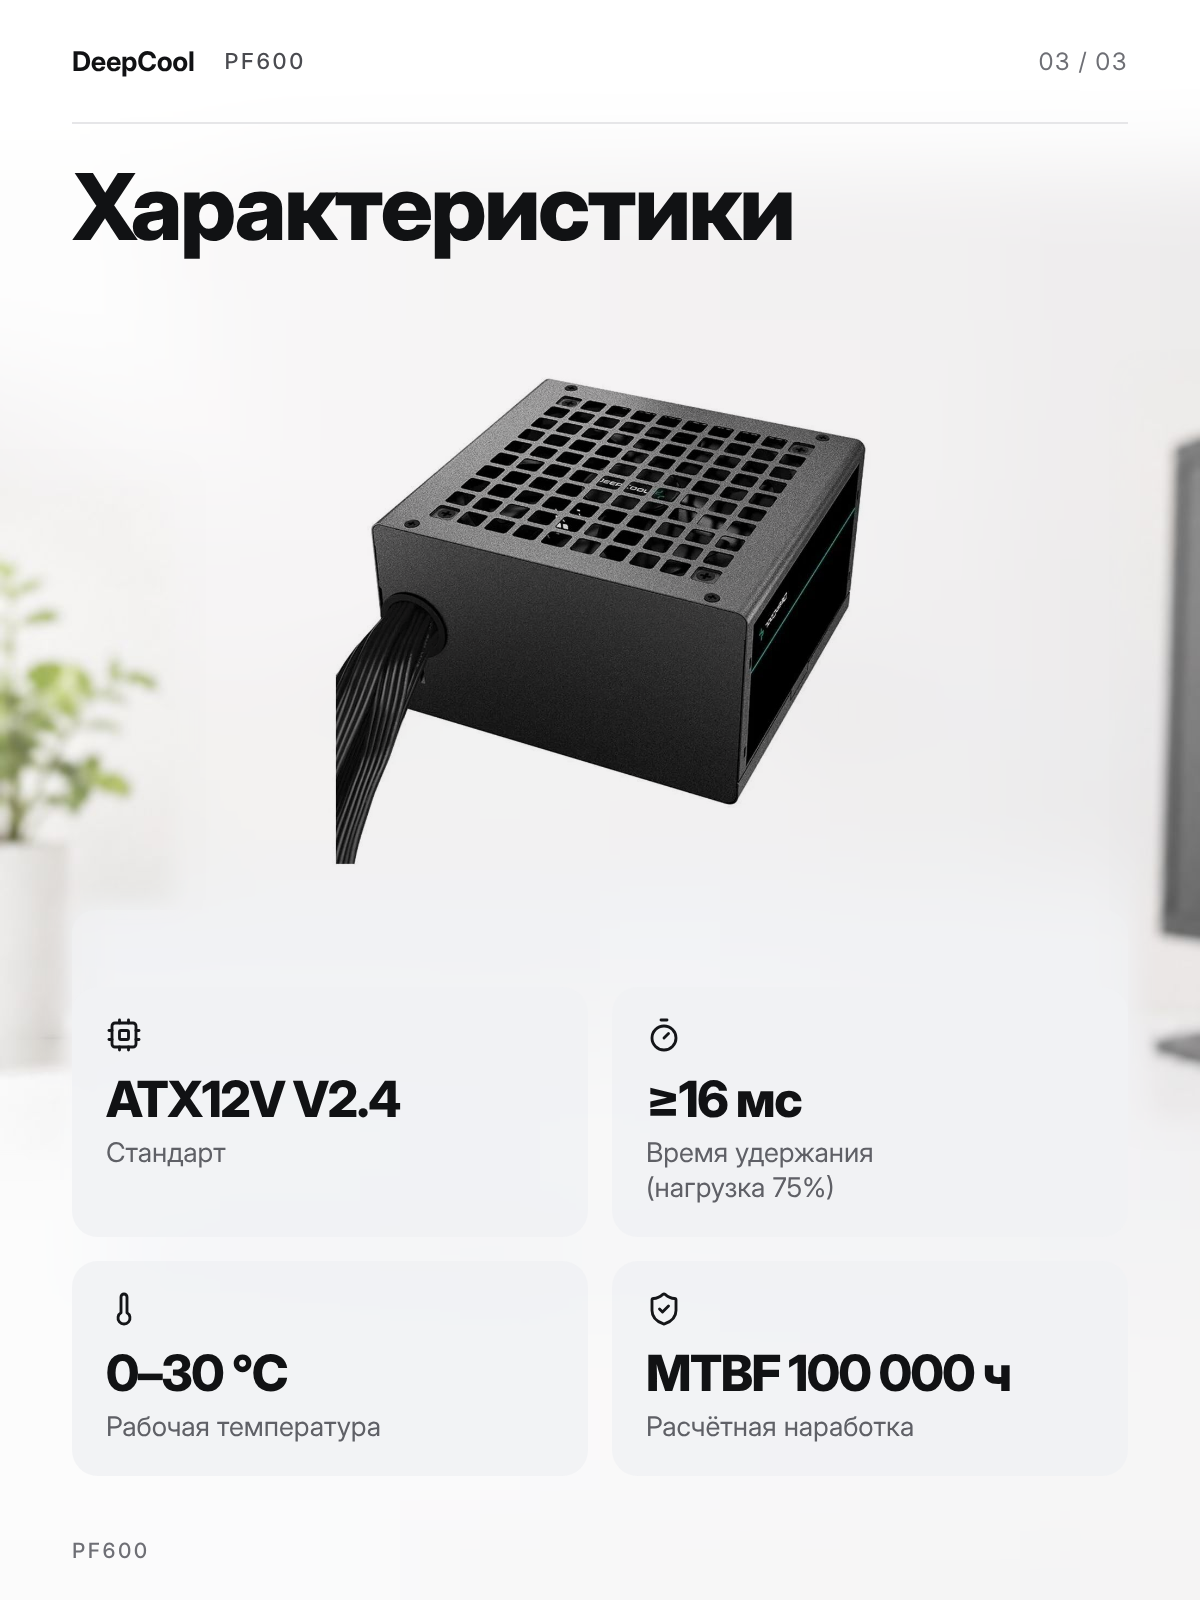 DeepCool PF600 03 / 03
Характеристики
DEEPCOOL
ATX12V V2.4
Стандарт
≥16 мс
Время удержания
(нагрузка 75%)
0–30 °C
Рабочая температура
MTBF 100 000 ч
Расчётная наработка
PF600